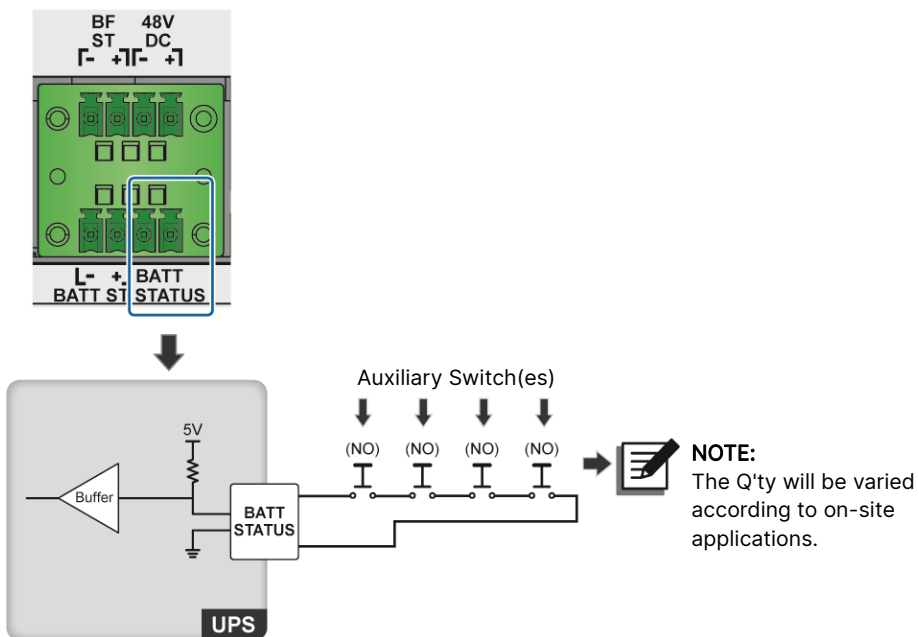 BF 48V
ST DC
- + - +
- + BATT
BATT ST STATUS
Auxiliary Switch(es)
(NO) (NO) (NO) (NO)
NOTE:
The Q'ty will be varied
according to on-site
applications.
5V
Buffer
BATT
STATUS
UPS